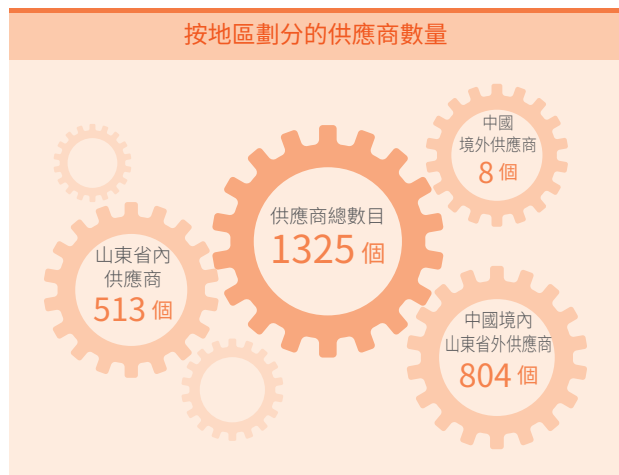 按地區劃分的供應商數量
中國
境外供應商
8 個
供應商總數目
1325 個
山東省內
供應商
513 個
中國境內
山東省外供應商
804 個